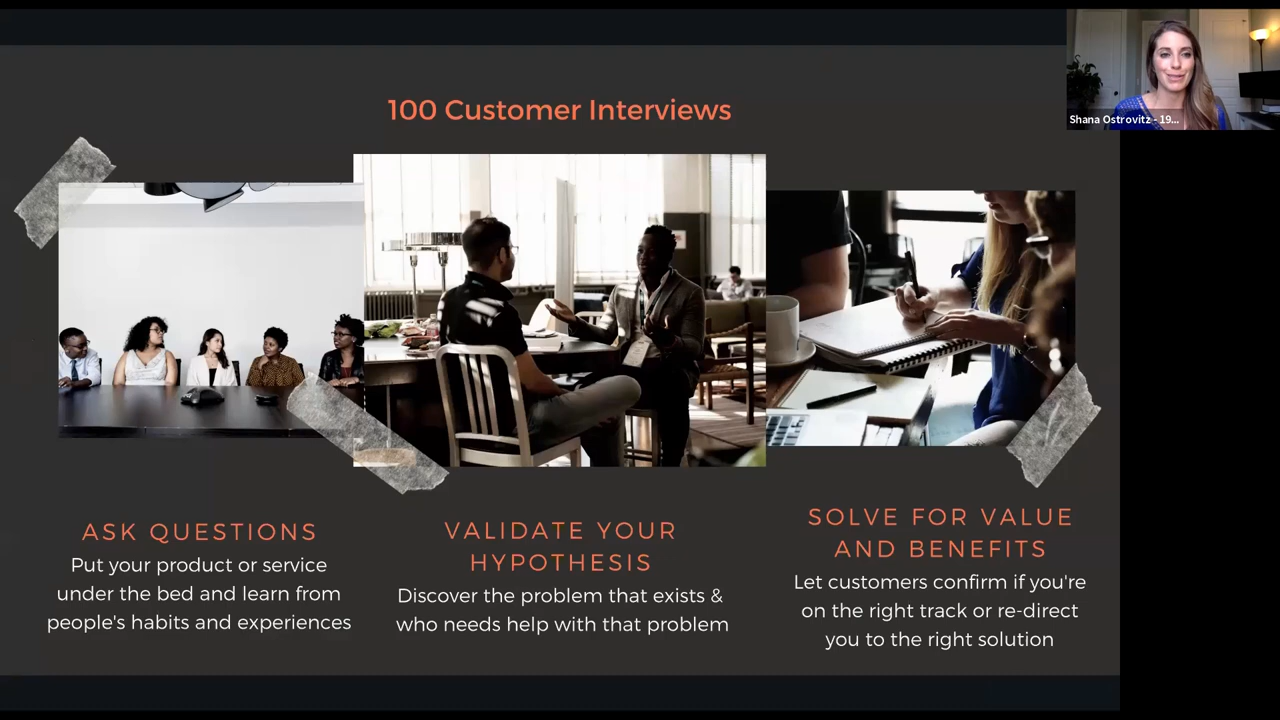 100 Customer Interviews
Shana Ostrovitz - 19...
ASK QUESTIONS
Put your product or service
under the bed and learn from
people's habits and experiences
VALIDATE YOUR
HYPOTHESIS
Discover the problem that exists &
who needs help with that problem
SOLVE FOR VALUE
AND BENEFITS
Let customers confirm if you're
on the right track or re-direct
you to the right solution